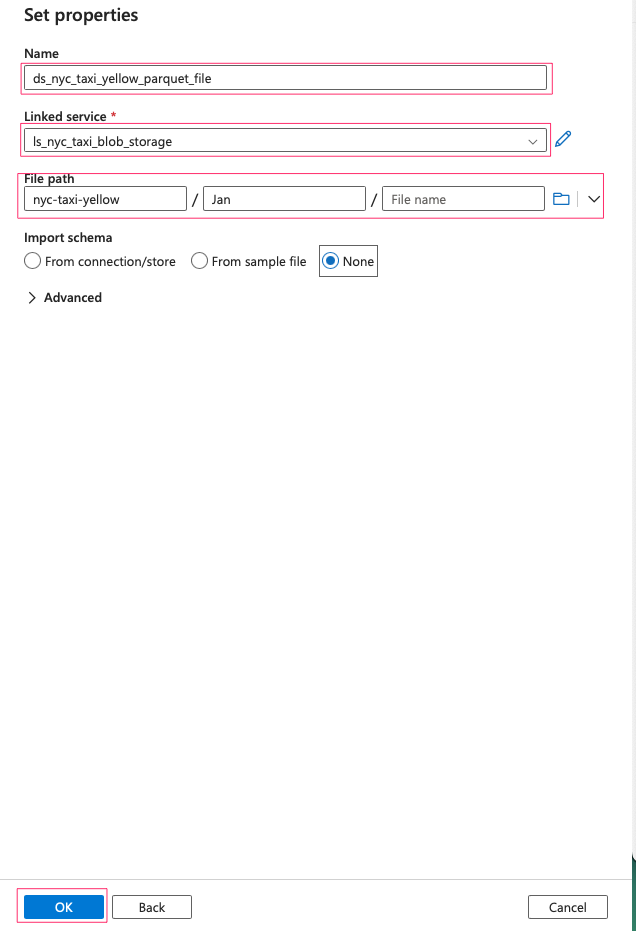 Set properties
Name
ds_nyc_taxi_yellow_parquet_file
Linked service *
ls_nyc_taxi_blob_storage
File path
nyc-taxi-yellow / Jan / File name
Import schema
From connection/store From sample file None
Advanced
OK Back Cancel